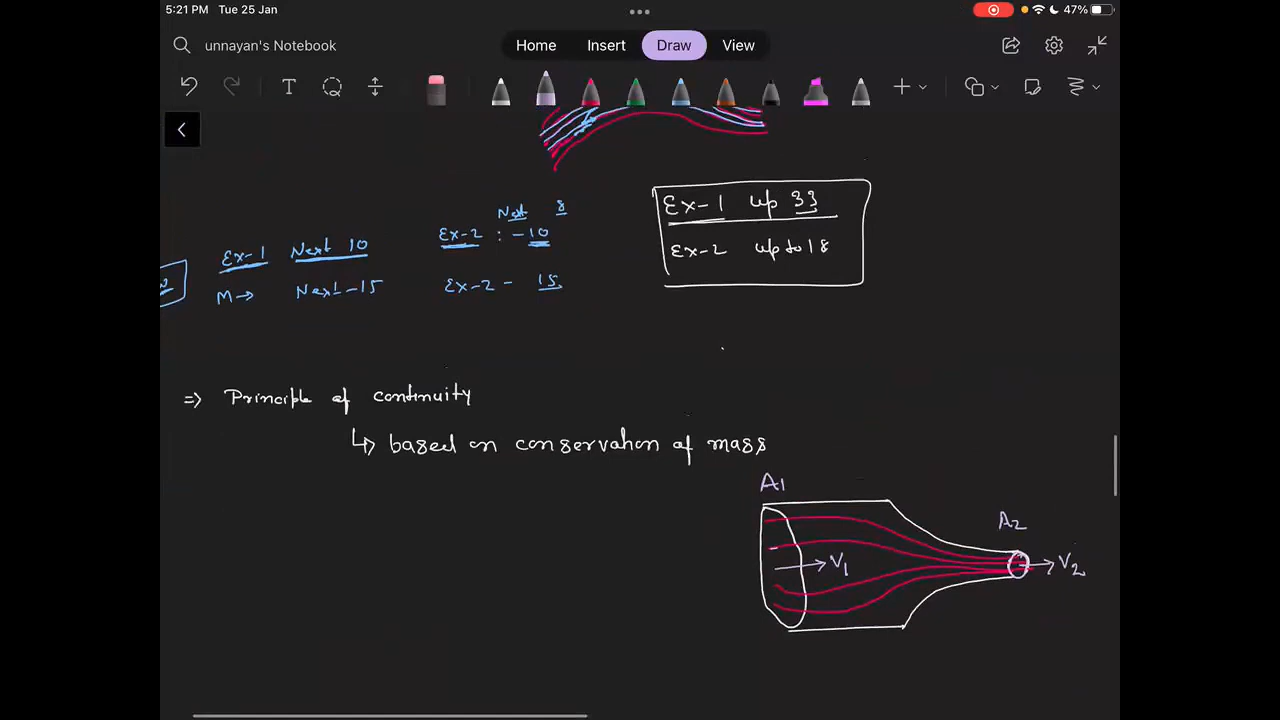 5:21 PM Tue 25 Jan
47%
unnayan's Notebook
Home Insert Draw View
Ex-1 up 33
Ex-2 upto 18
Next 8
Ex-1 Next 10 Ex-2 : -10
M→ Next-15 Ex-2 - 15
⇒ Principle of continuity
↳ based on conservation of mass
A1
A2
V1
V2